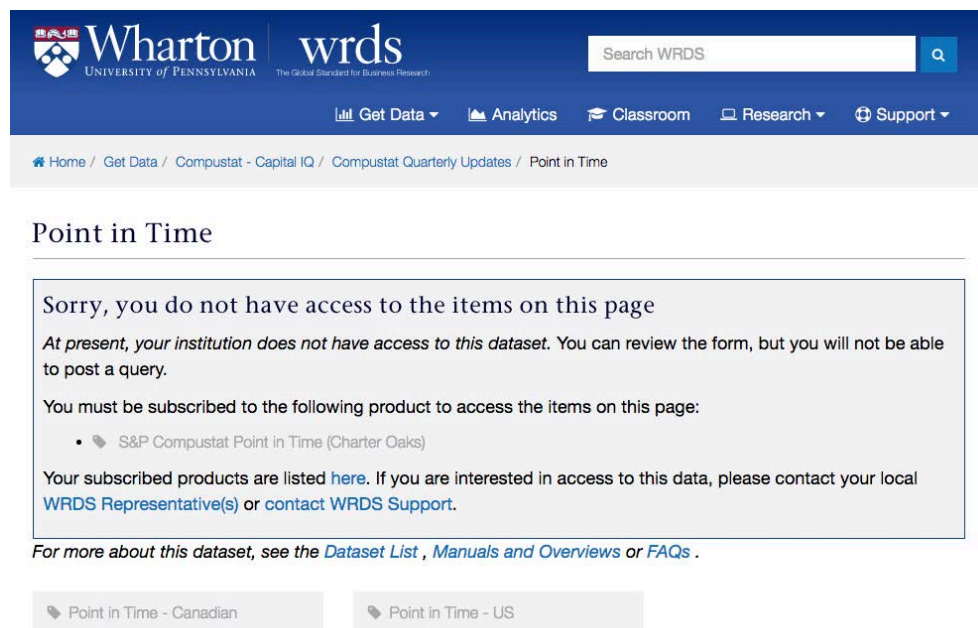 Wharton
UNIVERSITY of PENNSYLVANIA
wrds
The Global Standard for Business Research
Search WRDS
Get Data
Analytics
Classroom
Research
Support
Home / Get Data / Compustat - Capital IQ / Compustat Quarterly Updates / Point in Time
Point in Time
Sorry, you do not have access to the items on this page
At present, your institution does not have access to this dataset. You can review the form, but you will not be able
to post a query.
You must be subscribed to the following product to access the items on this page:
• S&P Compustat Point in Time (Charter Oaks)
Your subscribed products are listed here. If you are interested in access to this data, please contact your local
WRDS Representative(s) or contact WRDS Support.
For more about this dataset, see the Dataset List , Manuals and Overviews or FAQs .
Point in Time - Canadian
Point in Time - US